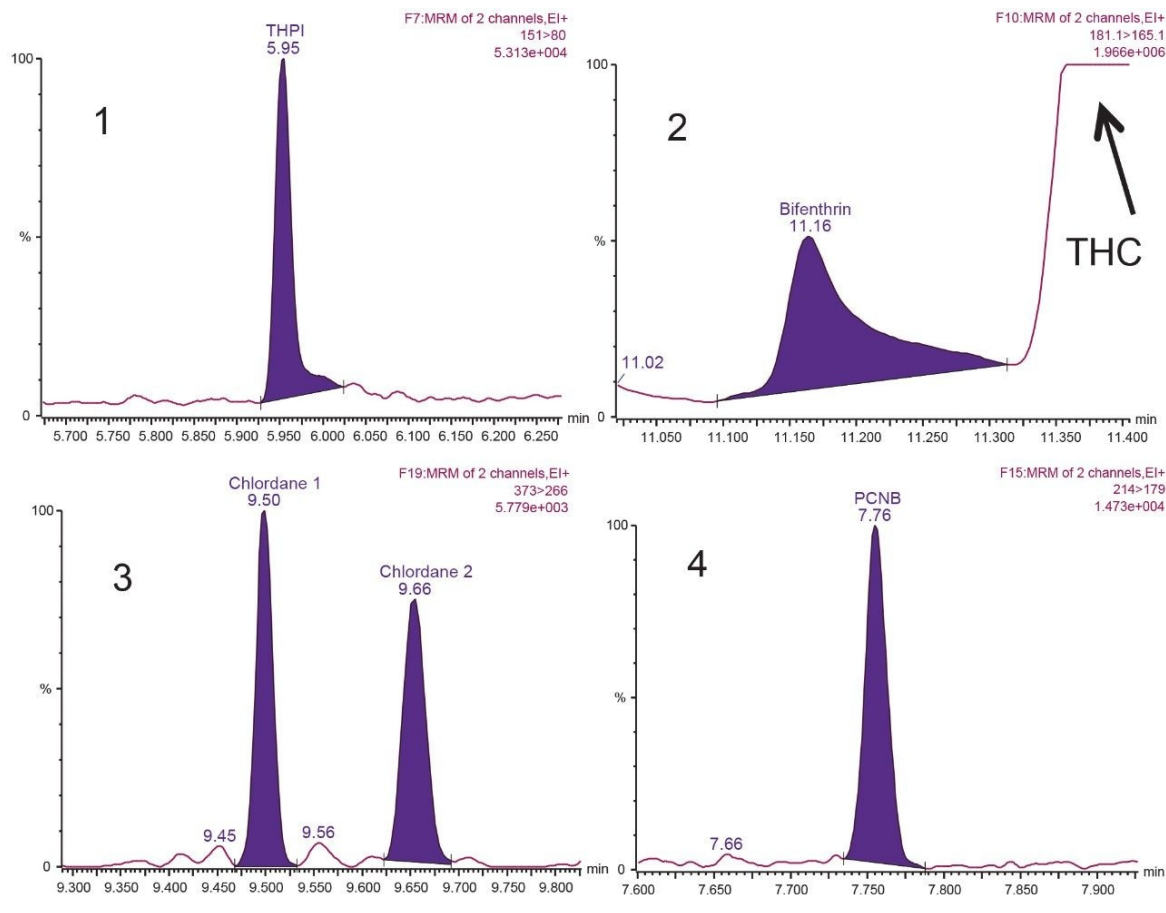 F7:MRM of 2 channels,EI+
151>80
5.313e+004
THPI
5.95
100
1
%
0
5.700 5.750 5.800 5.850 5.900 5.950 6.000 6.050 6.100 6.150 6.200 6.250
min
F10:MRM of 2 channels,EI+
181.1>165.1
1.966e+006
100
2
Bifenthrin
11.16
THC
%
11.02
0
11.050 11.100 11.150 11.200 11.250 11.300 11.350 11.400
min
F19:MRM of 2 channels,EI+
373>266
5.779e+003
Chlordane 1
9.50
100
3
Chlordane 2
9.66
%
9.45
9.56
0
9.300 9.350 9.400 9.450 9.500 9.550 9.600 9.650 9.700 9.750 9.800
min
F15:MRM of 2 channels,EI+
214>179
1.473e+004
PCNB
7.76
100
4
%
7.66
0
7.600 7.650 7.700 7.750 7.800 7.850 7.900
min